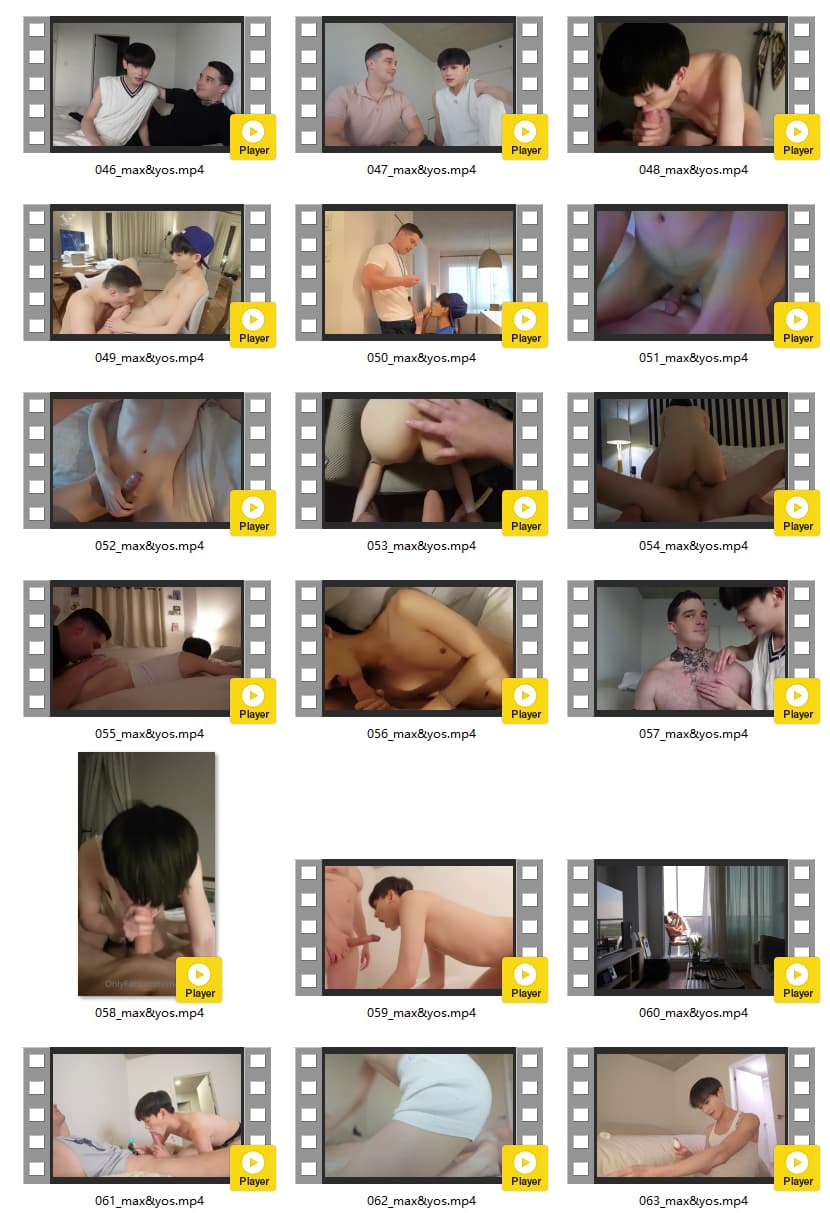 Player
Player
Player
046_max&yos.mp4
047_max&yos.mp4
048_max&yos.mp4
Player
Player
Player
049_max&yos.mp4
050_max&yos.mp4
051_max&yos.mp4
Player
Player
Player
052_max&yos.mp4
053_max&yos.mp4
054_max&yos.mp4
Player
Player
Player
055_max&yos.mp4
056_max&yos.mp4
057_max&yos.mp4
Player
Player
Player
058_max&yos.mp4
059_max&yos.mp4
060_max&yos.mp4
Player
Player
Player
061_max&yos.mp4
062_max&yos.mp4
063_max&yos.mp4